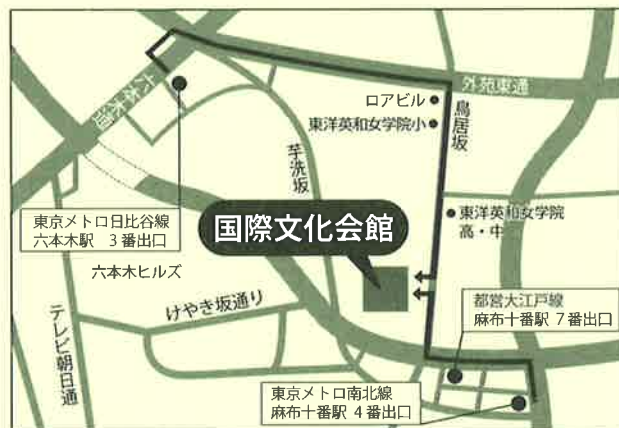 六本木通
外苑東通
ロアビル
東洋英和女学院小
鳥居坂
芋洗坂
東洋英和女学院
高・中
東京メトロ日比谷線
六本木駅 3番出口
国際文化会館
六本木ヒルズ
けやき坂通り
テレビ朝日通
都営大江戸線
麻布十番駅 7番出口
東京メトロ南北線
麻布十番駅 4番出口